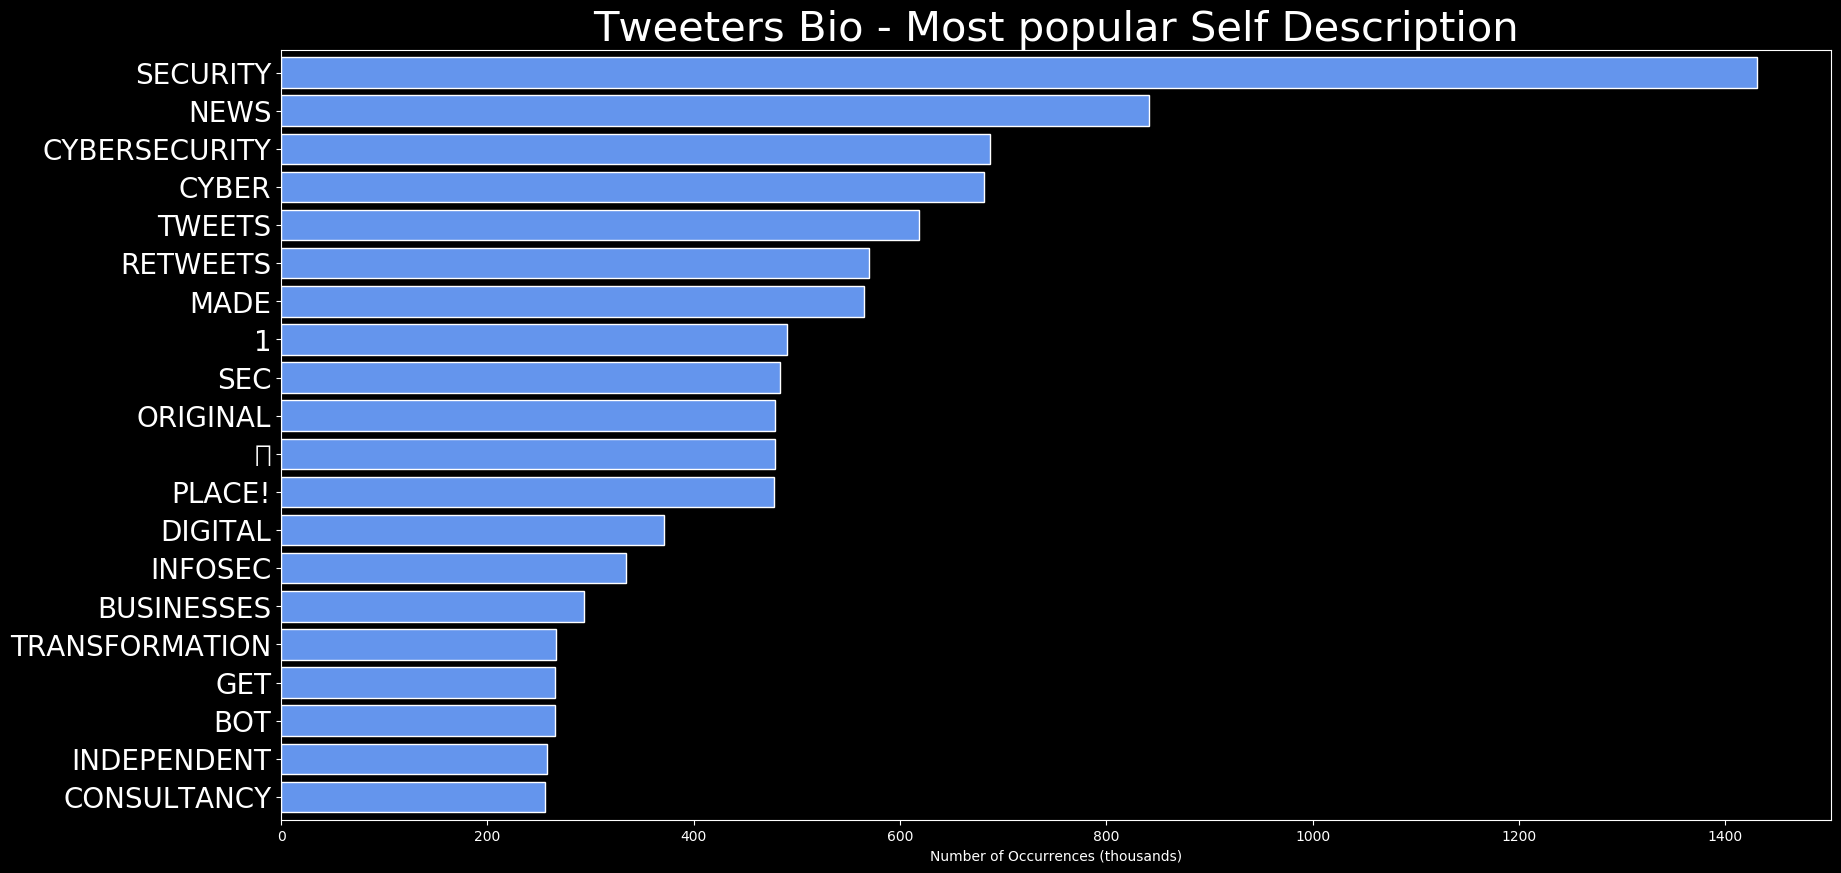 Tweeters Bio - Most popular Self Description
SECURITY
NEWS
CYBERSECURITY
CYBER
TWEETS
RETWEETS
MADE
1
SEC
ORIGINAL
PLACE!
DIGITAL
INFOSEC
BUSINESSES
TRANSFORMATION
GET
BOT
INDEPENDENT
CONSULTANCY
0 200 400 600 800 1000 1200 1400
Number of Occurrences (thousands)